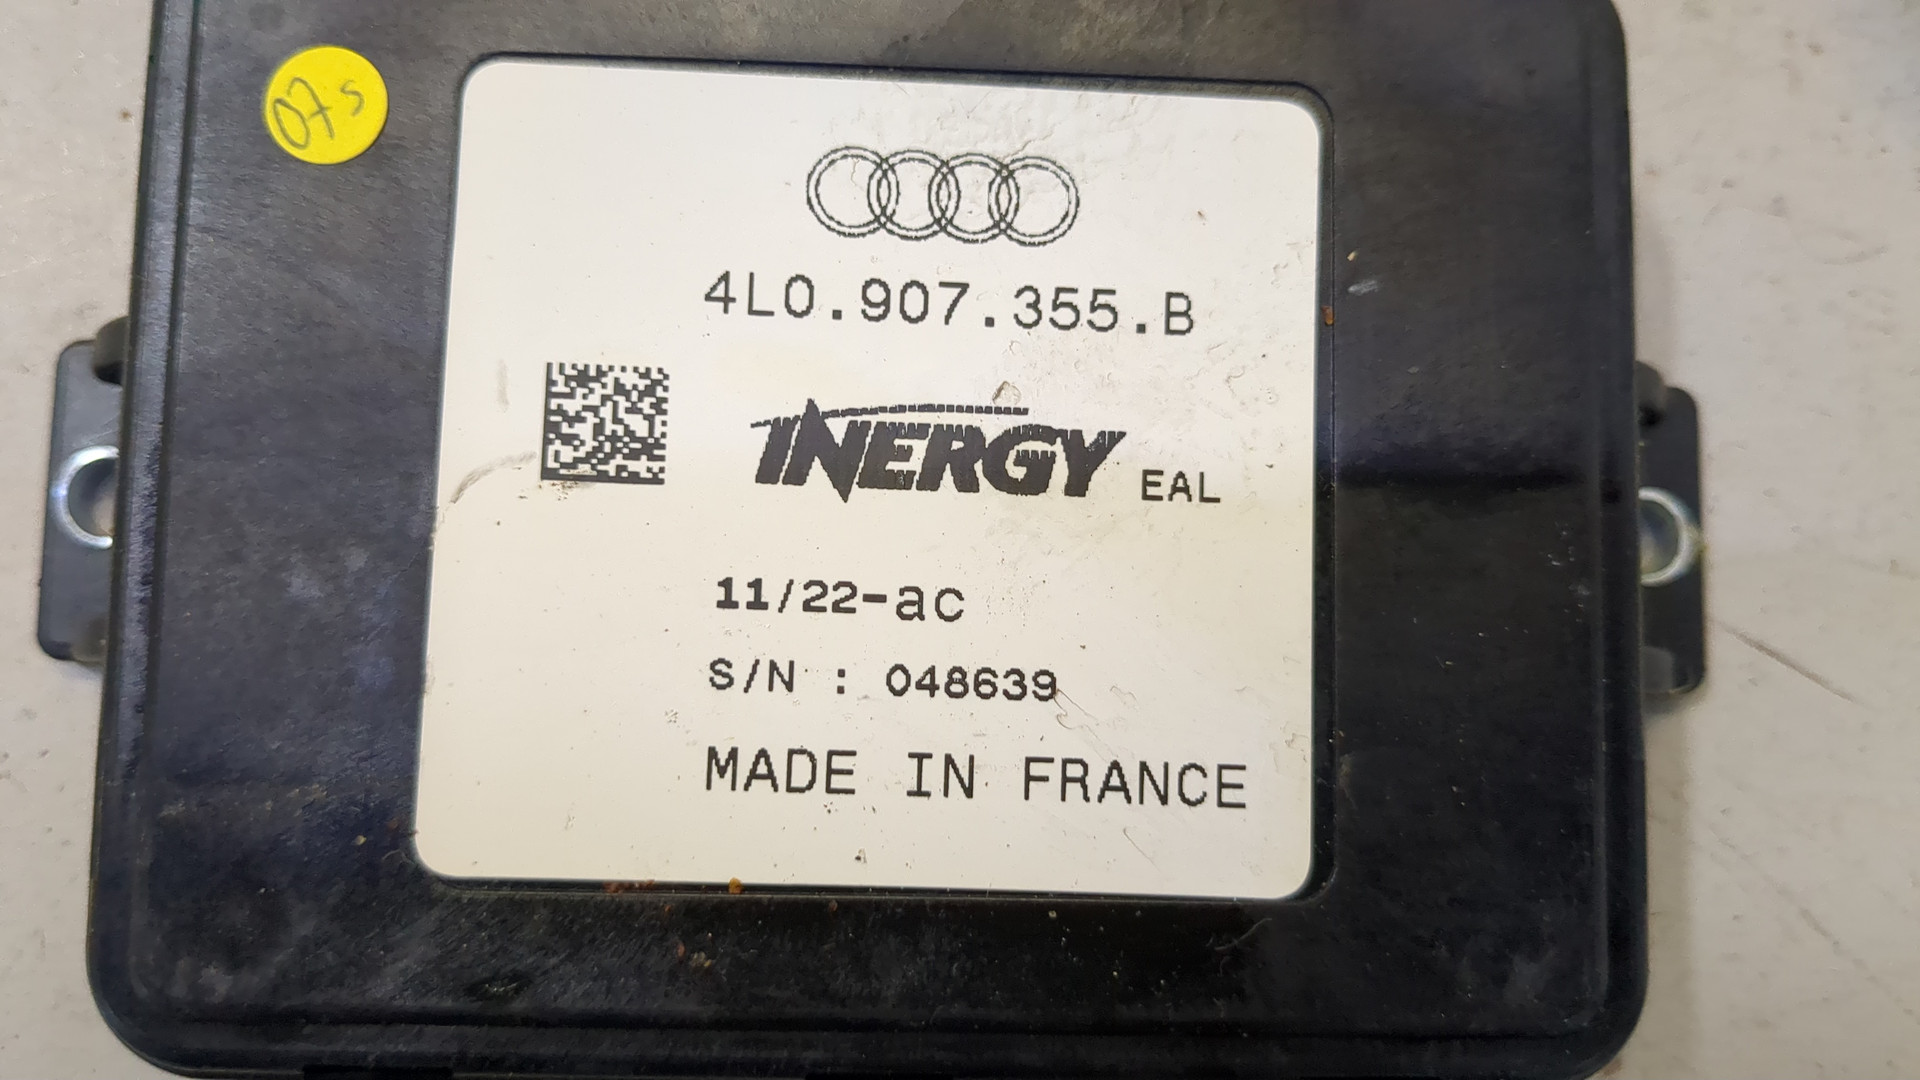 07s
4L0.907.355.B
INERGY EAL
11/22-ac
S/N : 048639
MADE IN FRANCE